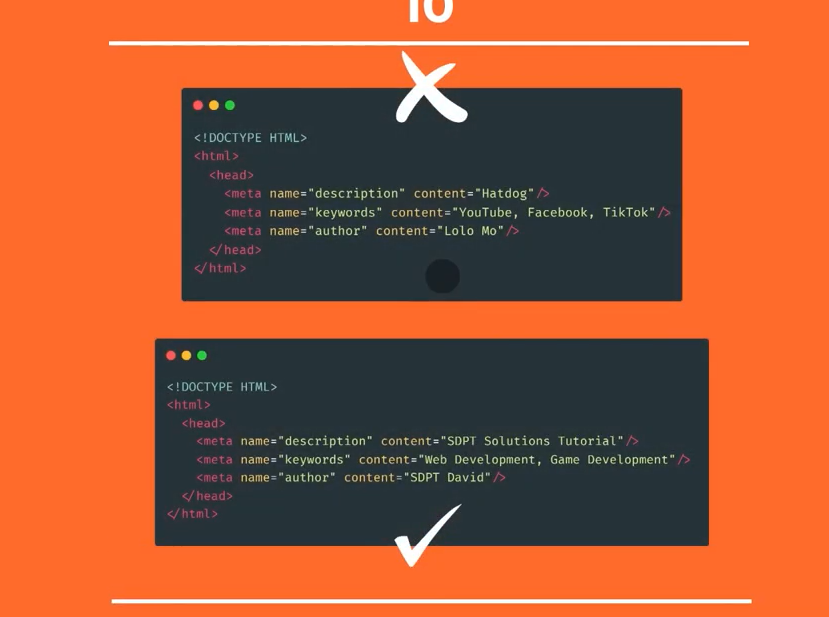 10
<!DOCTYPE HTML>
<html>
<head>
<meta name="description" content="Hatdog"/>
<meta name="keywords" content="YouTube, Facebook, TikTok"/>
<meta name="author" content="Lolo Mo"/>
</head>
</html>
<!DOCTYPE HTML>
<html>
<head>
<meta name="description" content="SDPT Solutions Tutorial"/>
<meta name="keywords" content="Web Development, Game Development"/>
<meta name="author" content="SDPT David"/>
</head>
</html>